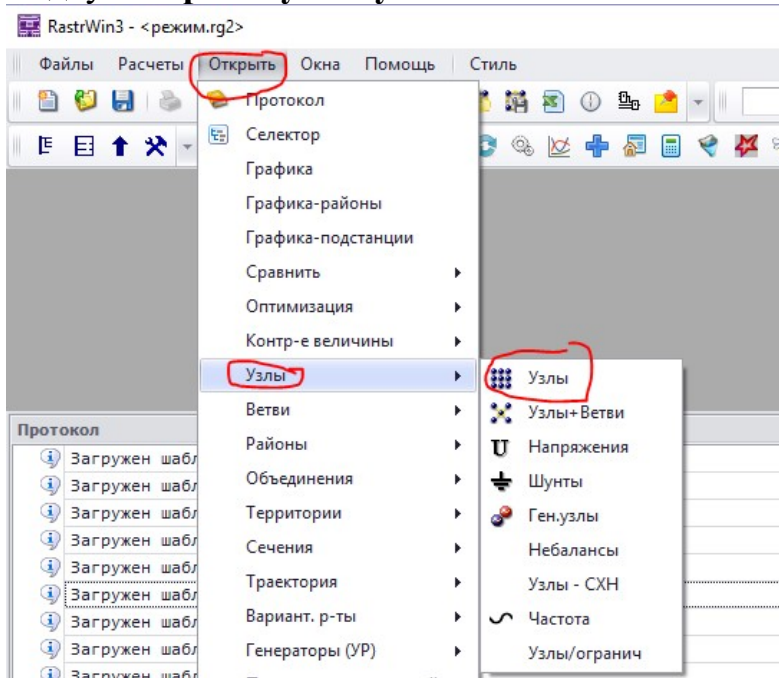 RastrWin3 - <режим.rg2>
Файлы Расчеты Открыть Окна Помощь Стиль
Протокол
Селектор
Графика
Графика-районы
Графика-подстанции
Сравнить
Оптимизация
Контр-е величины
Узлы
Узлы
Ветви
Узлы+Ветви
Протокол
Районы
Напряжения
Загружен шабл
Объединения
Шунты
Загружен шабл
Территории
Ген.узлы
Загружен шабл
Сечения
Небалансы
Загружен шабл
Траектория
Узлы - СХН
Загружен шабл
Вариант. р-ты
Частота
Загружен шабл
Генераторы (УР)
Узлы/огранич
Загружен шабл
Загружен шабл